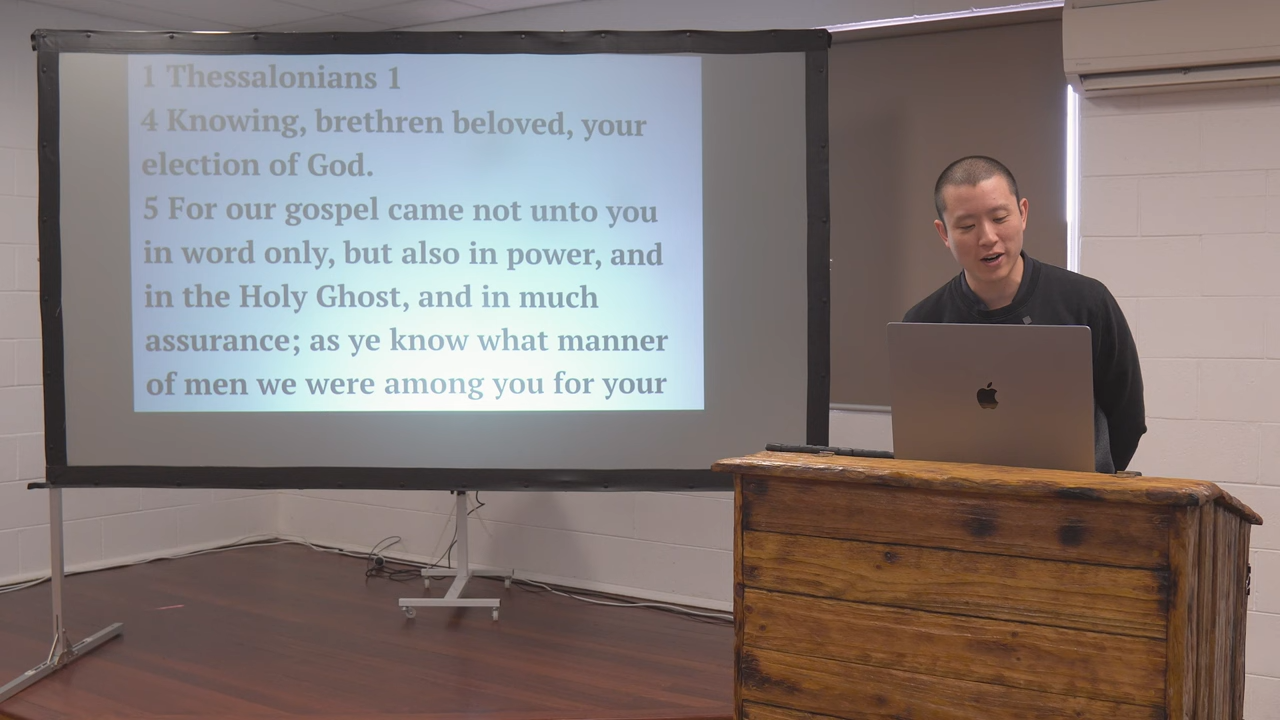 1 Thessalonians 1
4 Knowing, brethren beloved, your
election of God.
5 For our gospel came not unto you
in word only, but also in power, and
in the Holy Ghost, and in much
assurance; as ye know what manner
of men we were among you for your